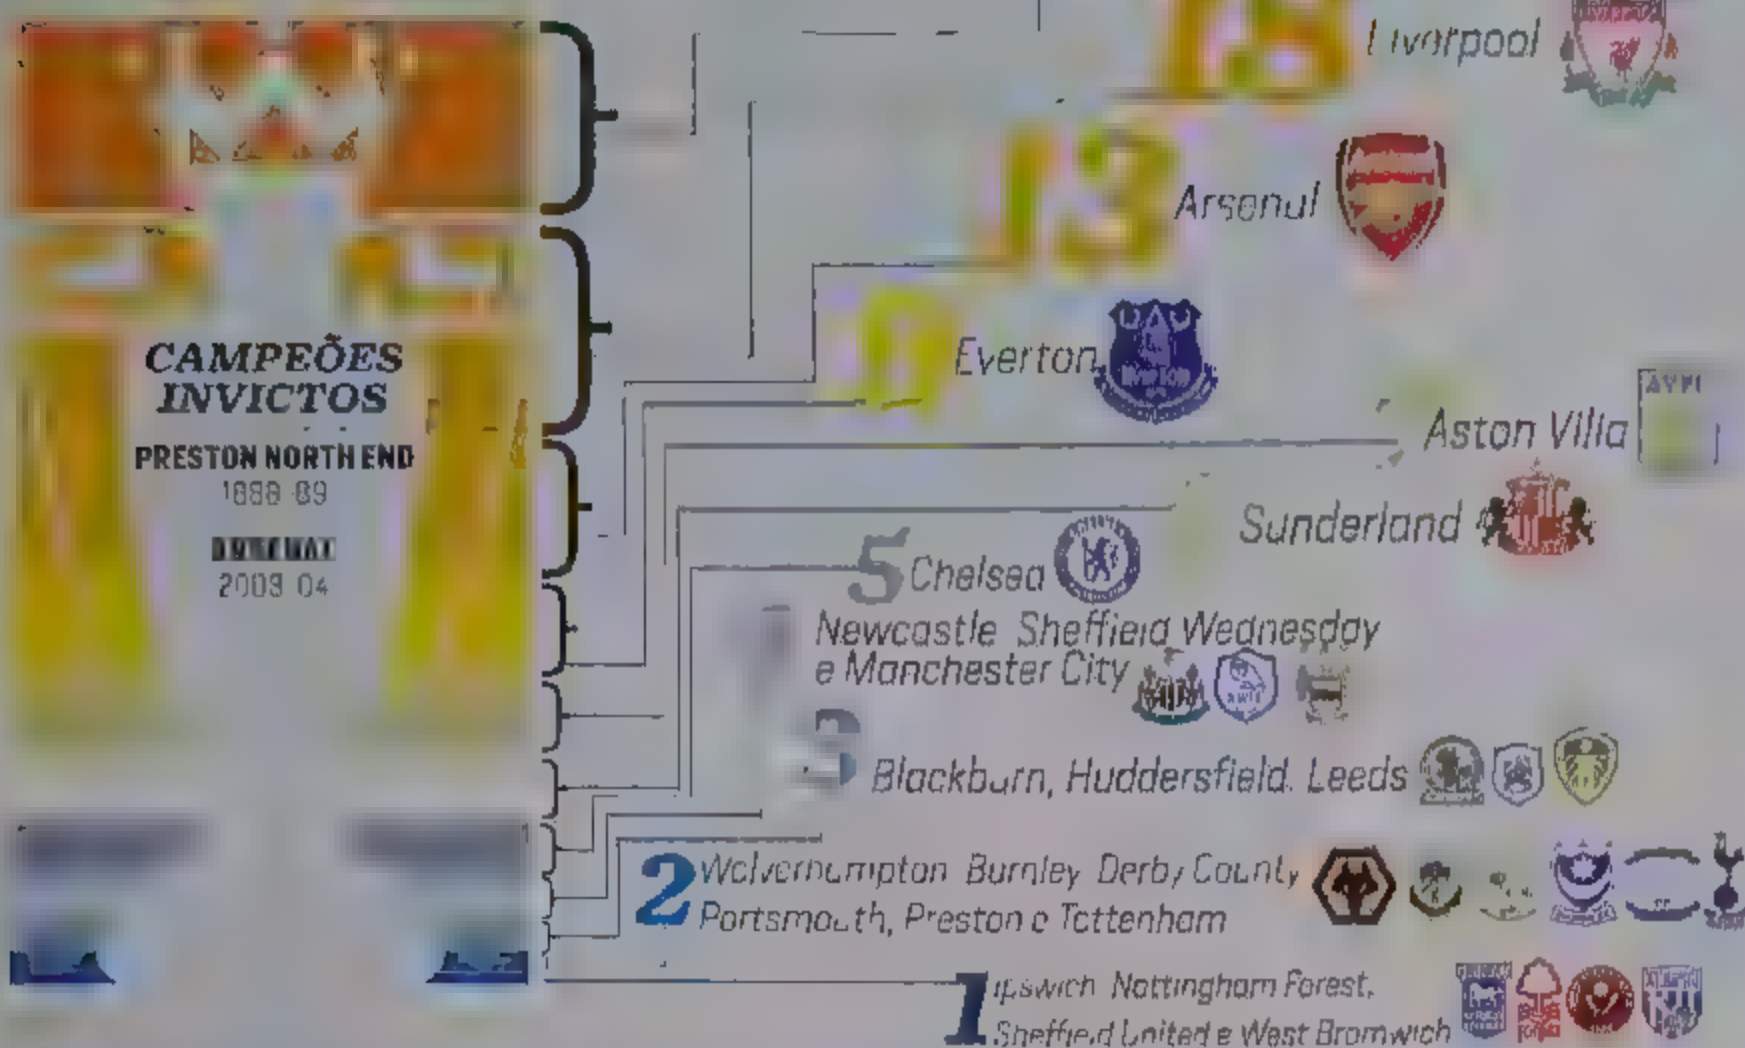 18 Liverpool
13 Arsenal
Everton
CAMPEÕES
INVICTOS
Aston Villa
PRESTON NORTH END
1888-89
Sunderland
ARSENAL
2003-04
5 Chelsea
Newcastle Sheffield Wednesday
e Manchester City
3 Blackburn, Huddersfield. Leeds
2 Wolverhampton Burnley Derby County
Portsmouth, Preston e Tottenham
1 Ipswich Nottingham Forest,
Sheffield United e West Bromwich